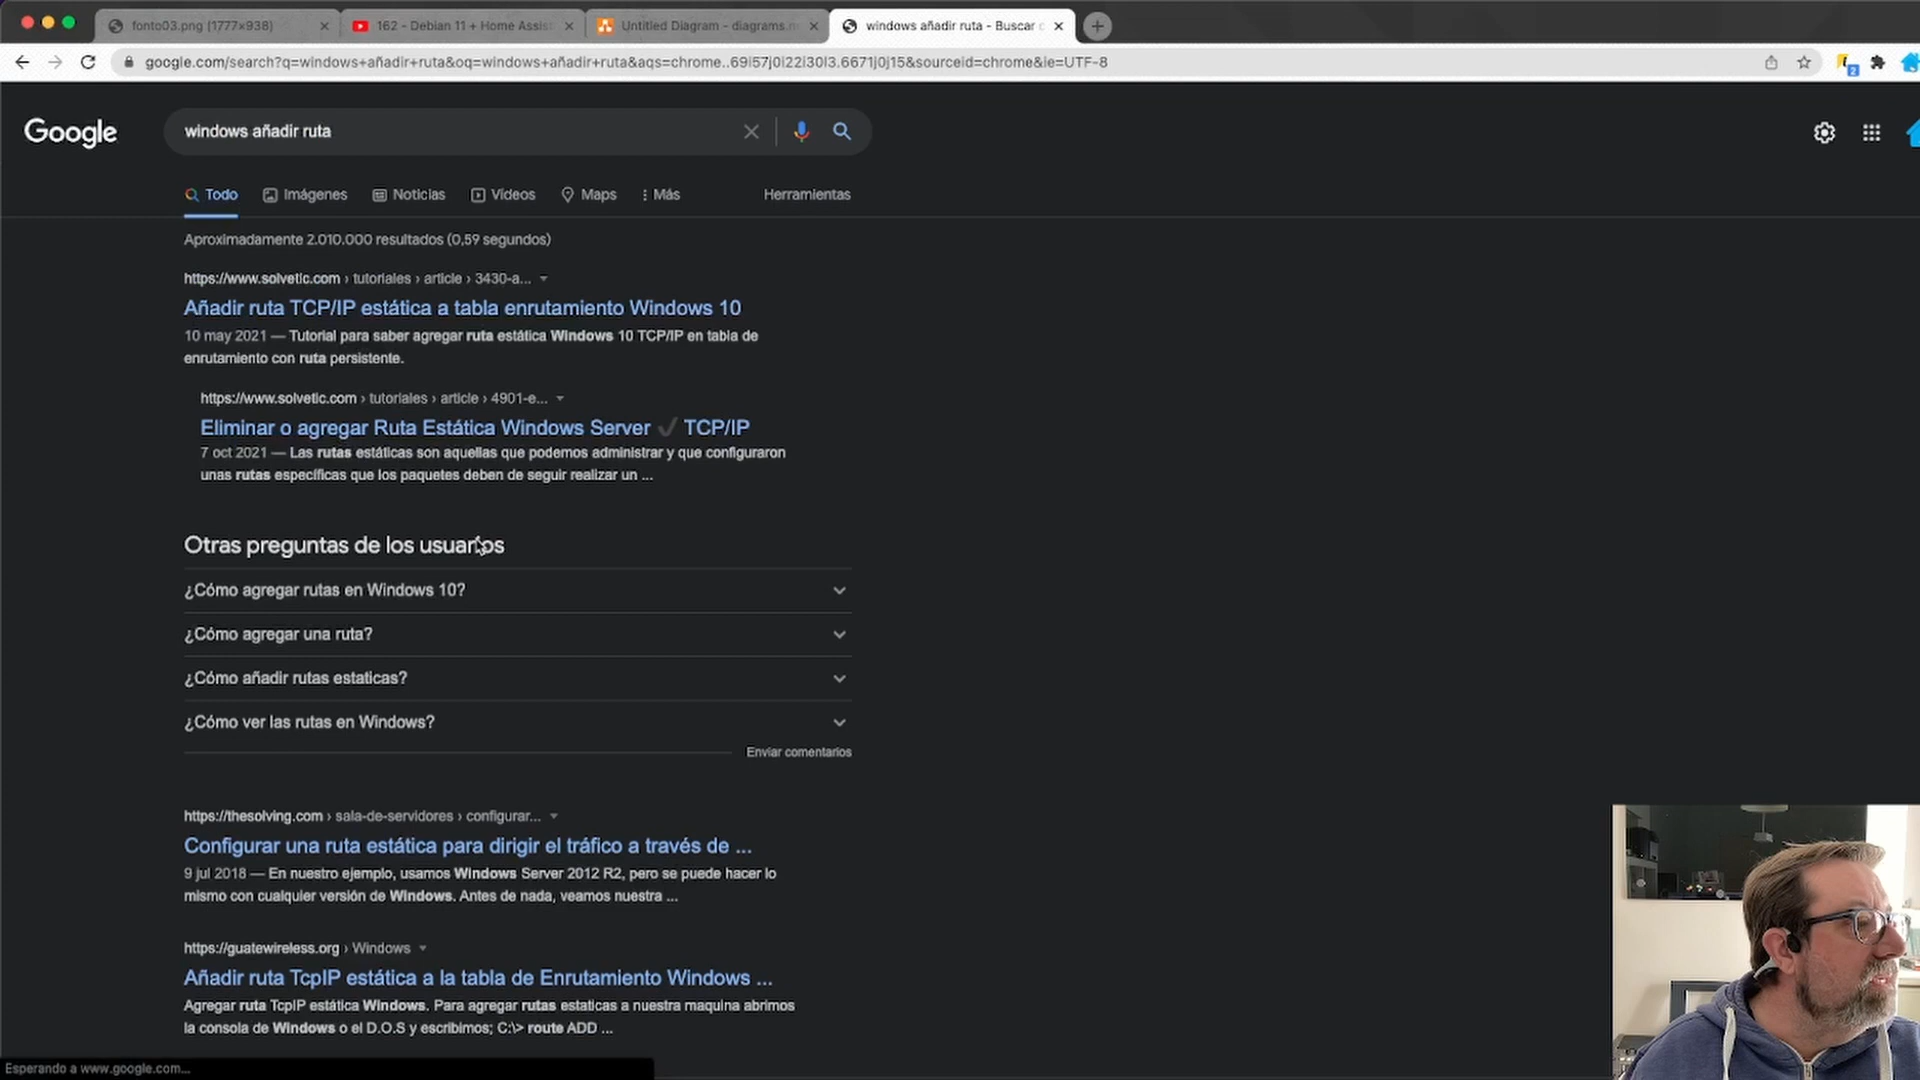 fonto03.png (1777×938)
162 - Debian 11 + Home Assist
Untitled Diagram - diagrams.n
windows añadir ruta - Buscar c
google.com/search?q=windows+añadir+ruta&oq=windows+añadir+ruta&aqs=chrome..69i57j0i22i30l3.6671j0j15&sourceid=chrome&ie=UTF-8
2
Google
windows añadir ruta
Todo
Imágenes
Noticias
Vídeos
Maps
Más
Herramientas
Aproximadamente 2.010.000 resultados (0,59 segundos)
https://www.solvetic.com › tutoriales › article › 3430-a...
Añadir ruta TCP/IP estática a tabla enrutamiento Windows 10
10 may 2021 — Tutorial para saber agregar ruta estática Windows 10 TCP/IP en tabla de
enrutamiento con ruta persistente.
https://www.solvetic.com › tutoriales › article › 4901-e...
Eliminar o agregar Ruta Estática Windows Server ✓ TCP/IP
7 oct 2021 — Las rutas estáticas son aquellas que podemos administrar y que configuraron
unas rutas específicas que los paquetes deben de seguir realizar un ...
Otras preguntas de los usuarios
¿Cómo agregar rutas en Windows 10?
¿Cómo agregar una ruta?
¿Cómo añadir rutas estaticas?
¿Cómo ver las rutas en Windows?
Enviar comentarios
https://thesolving.com › sala-de-servidores › configurar...
Configurar una ruta estática para dirigir el tráfico a través de ...
9 jul 2018 — En nuestro ejemplo, usamos Windows Server 2012 R2, pero se puede hacer lo
mismo con cualquier versión de Windows. Antes de nada, veamos nuestra ...
https://guatewireless.org › Windows
Añadir ruta TcpIP estática a la tabla de Enrutamiento Windows ...
Agregar ruta TcpIP estática Windows. Para agregar rutas estaticas a nuestra maquina abrimos
la consola de Windows o el D.O.S y escribimos; C:\> route ADD ...
Esperando a www.google.com...